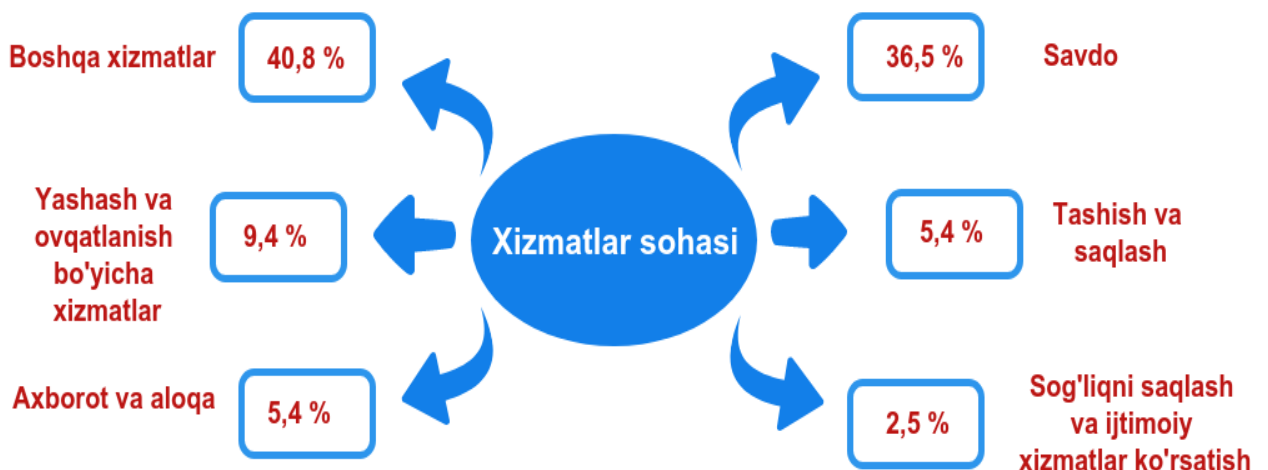 Boshqa xizmatlar
40,8 %
36,5 %
Savdo
Yashash va
ovqatlanish
bo'yicha
xizmatlar
9,4 %
Xizmatlar sohasi
5,4 %
Tashish va
saqlash
Axborot va aloqa
5,4 %
2,5 %
Sog'liqni saqlash
va ijtimoiy
xizmatlar ko'rsatish